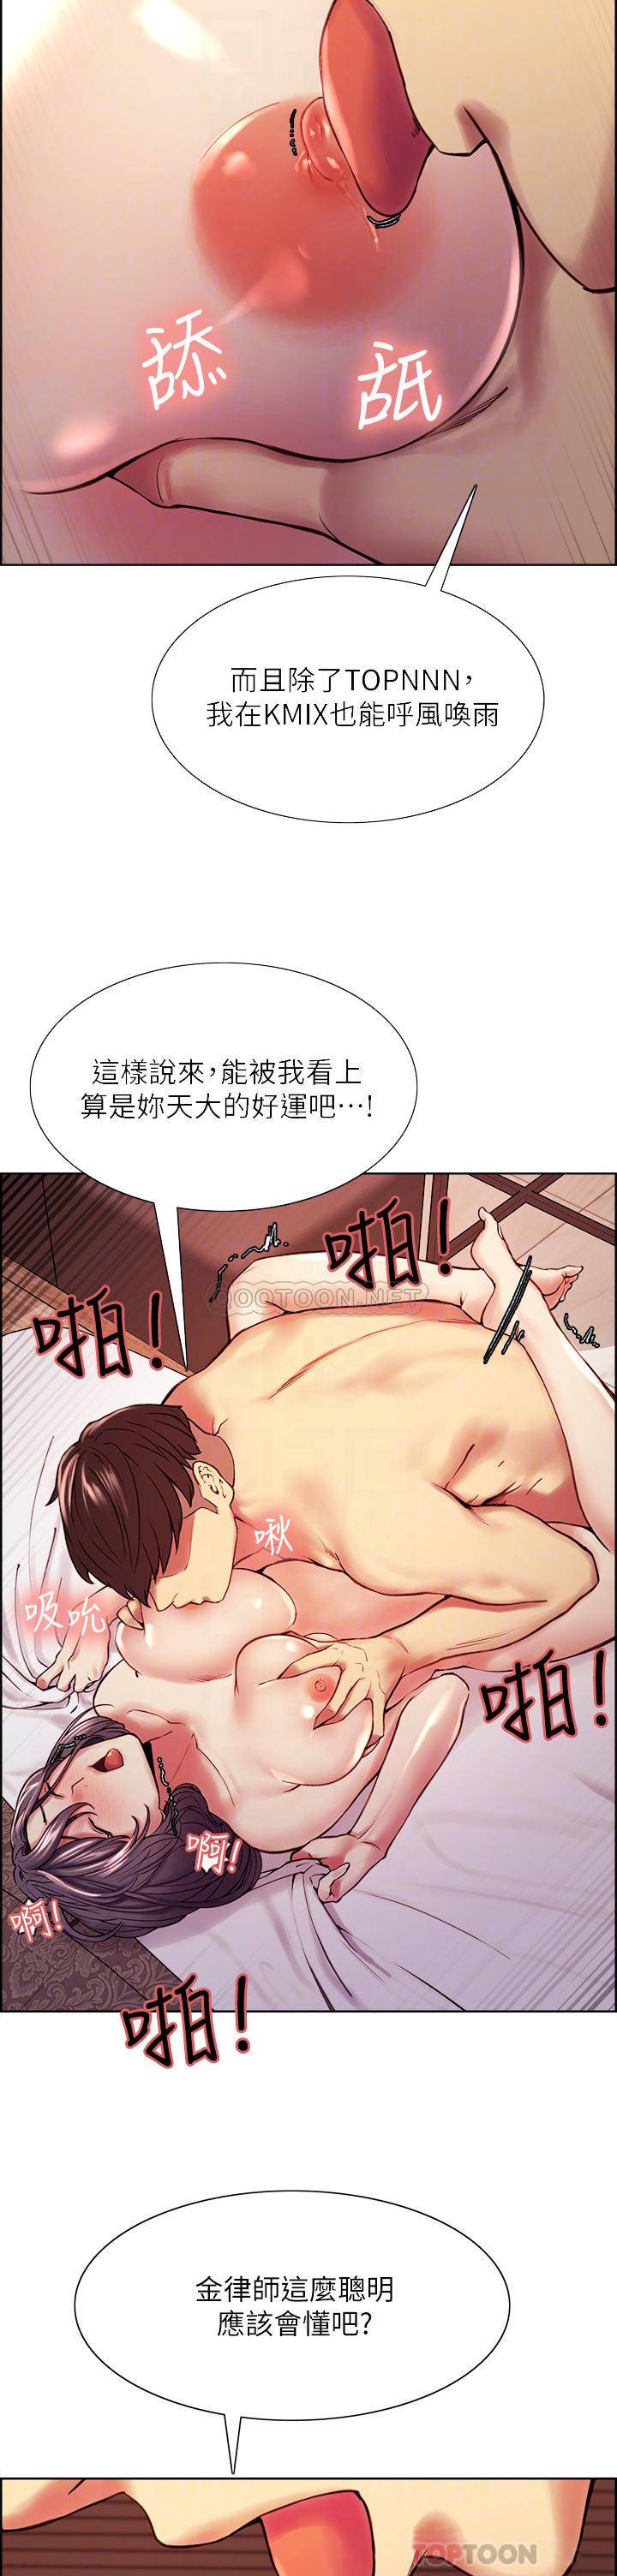 舔
舐
而且除了TOPNNN,
我在KMIX也能呼風喚雨
這樣說來,能被我看上
算是妳天大的好運吧…!
啪!
啪!
QOOTOON.NET
啾
吸吮
啪!
啊!
啊!
啪!
金律師這麼聰明
應該會懂吧?
TOPTOON